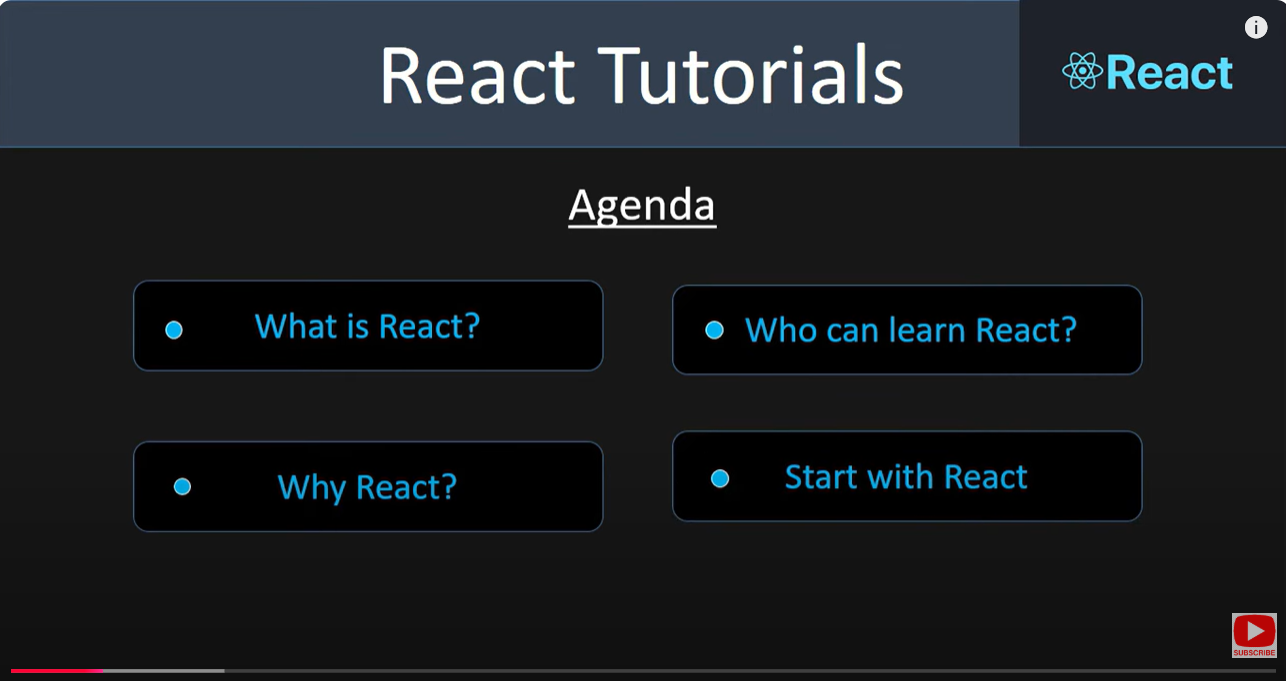 React Tutorials
React
Agenda
What is React?
Who can learn React?
Why React?
Start with React
SUBSCRIBE